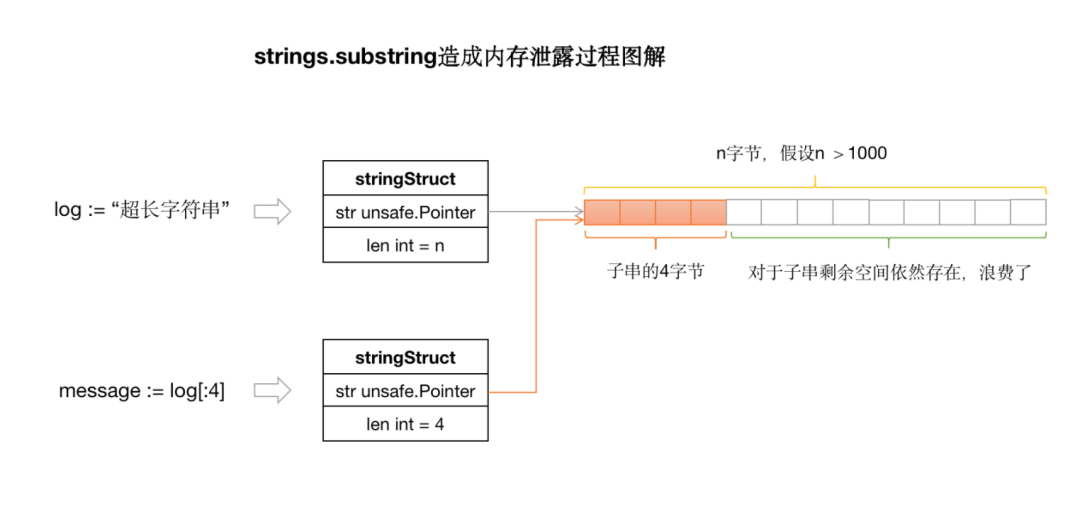 strings.substring造成内存泄露过程图解
n字节，假设n ＞1000
log := “超长字符串”
stringStruct
str unsafe.Pointer
len int = n
子串的4字节
对于子串剩余空间依然存在，浪费了
message := log[:4]
stringStruct
str unsafe.Pointer
len int = 4